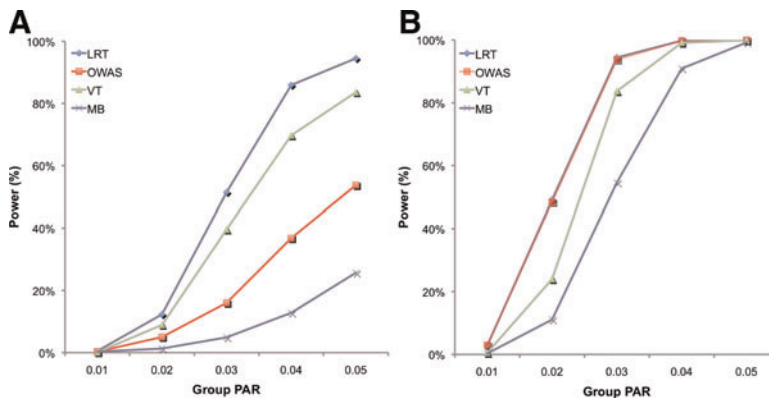 A
100%
80%
60%
40%
20%
0%
Power (%)
LRT
OWAS
VT
MB
0.01 0.02 0.03 0.04 0.05
Group PAR
B
100%
80%
60%
40%
20%
0%
Power (%)
LRT
OWAS
VT
MB
0.01 0.02 0.03 0.04 0.05
Group PAR